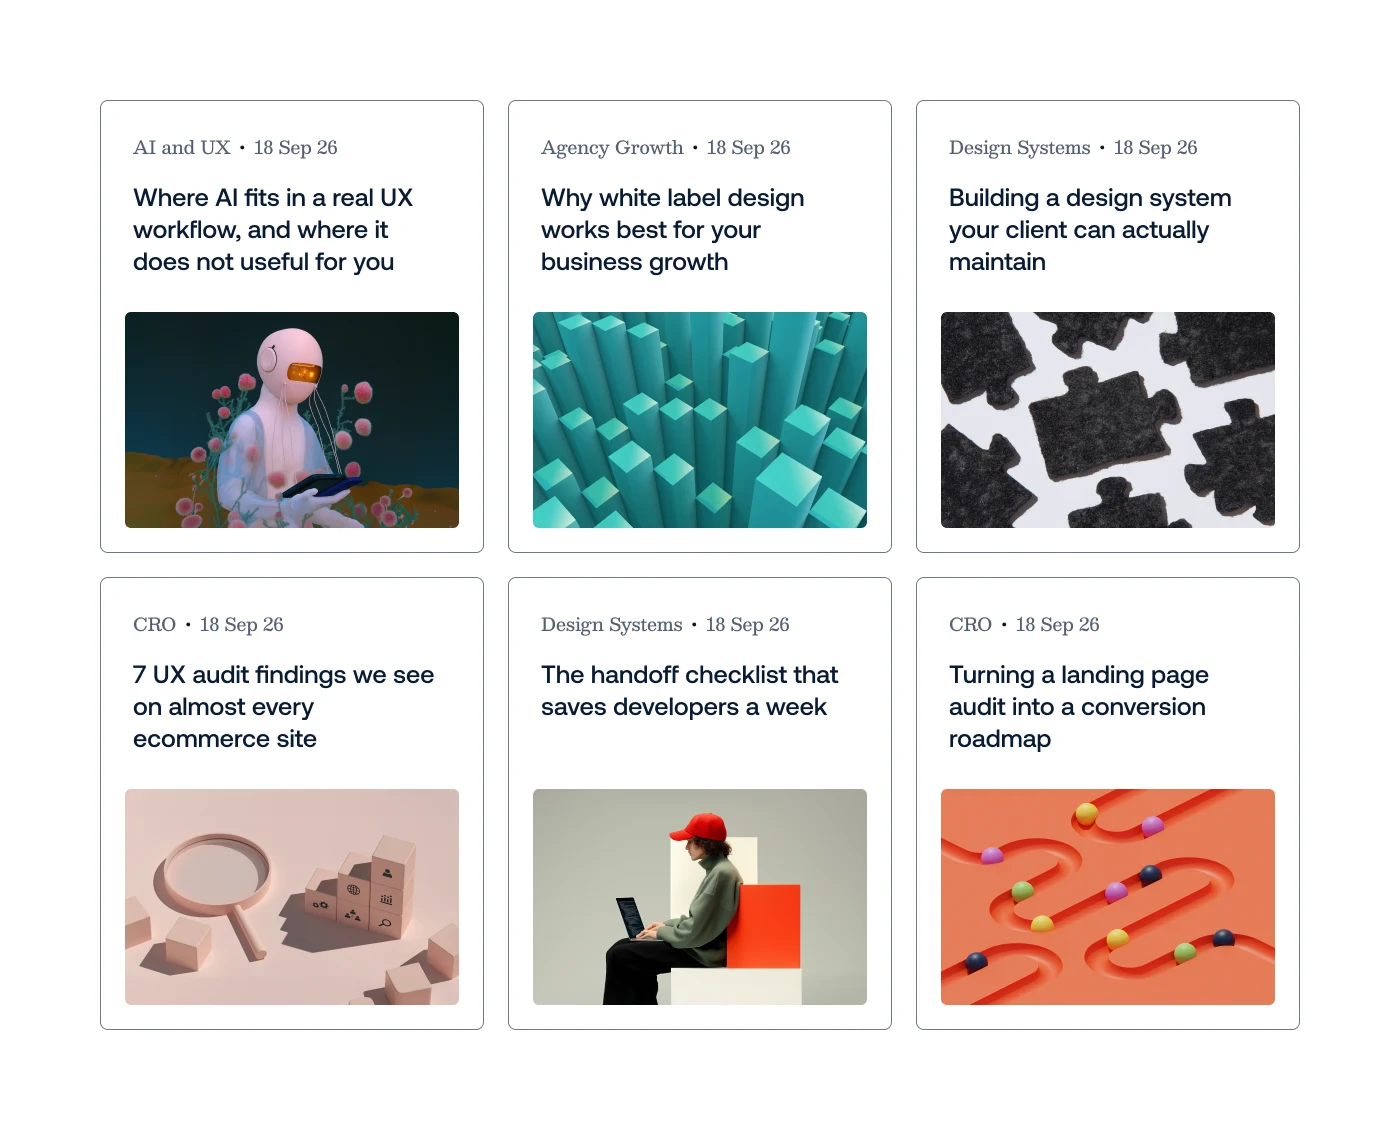 AI and UX • 18 Sep 26
Where AI fits in a real UX
workflow, and where it
does not useful for you
Agency Growth • 18 Sep 26
Why white label design
works best for your
business growth
Design Systems • 18 Sep 26
Building a design system
your client can actually
maintain
CRO • 18 Sep 26
7 UX audit findings we see
on almost every
ecommerce site
Design Systems • 18 Sep 26
The handoff checklist that
saves developers a week
CRO • 18 Sep 26
Turning a landing page
audit into a conversion
roadmap